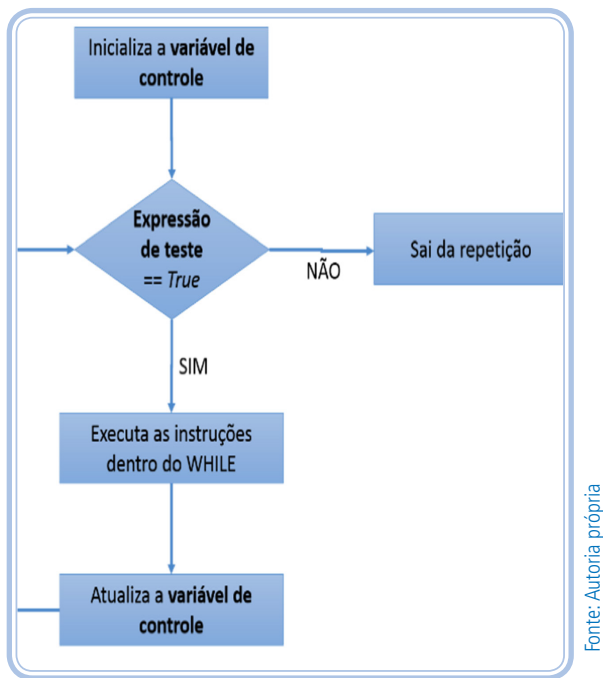 Inicializa a variável de
controle
Expressão
de teste
== True
NÃO
Sai da repetição
SIM
Executa as instruções
dentro do WHILE
Atualiza a variável de
controle
Fonte: Autoria própria